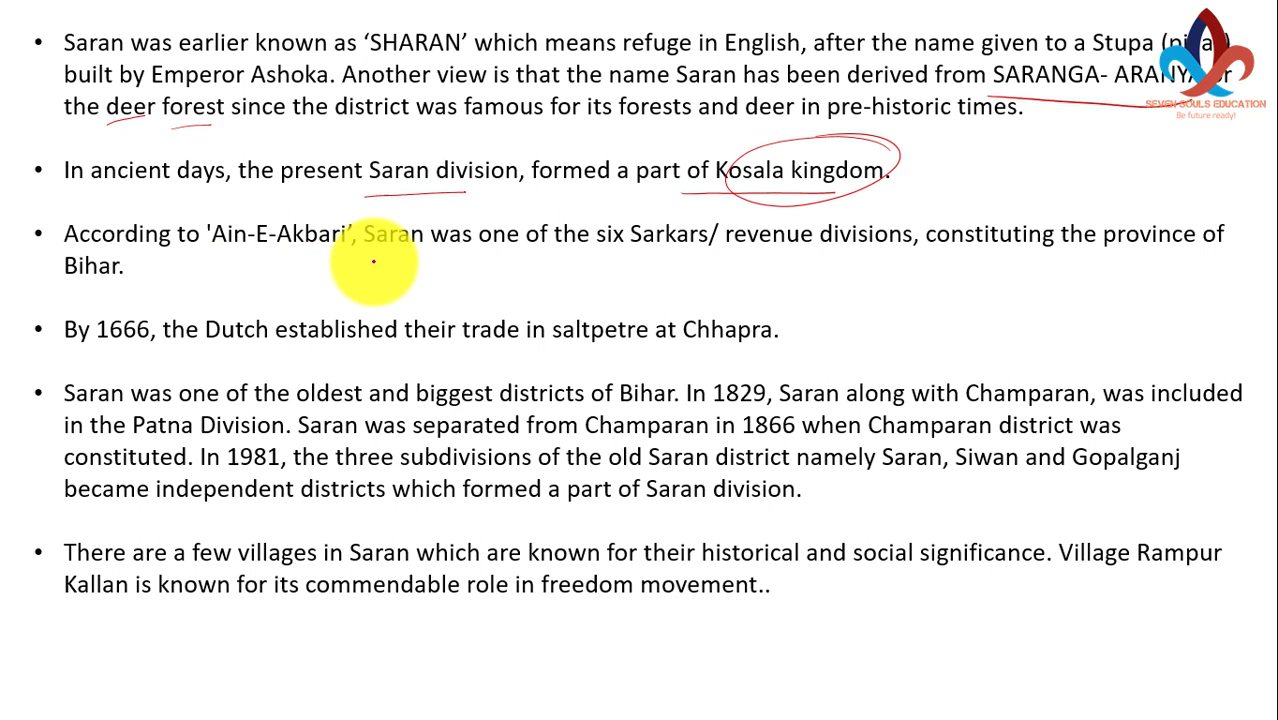 • Saran was earlier known as ‘SHARAN’ which means refuge in English, after the name given to a Stupa
built by Emperor Ashoka. Another view is that the name Saran has been derived from SARANGA- ARANYA or
the deer forest since the district was famous for its forests and deer in pre-historic times.
SEVEN SOULS EDUCATION
Be future ready!
• In ancient days, the present Saran division, formed a part of Kosala kingdom.
• According to 'Ain-E-Akbari’, Saran was one of the six Sarkars/ revenue divisions, constituting the province of
Bihar.
• By 1666, the Dutch established their trade in saltpetre at Chhapra.
• Saran was one of the oldest and biggest districts of Bihar. In 1829, Saran along with Champaran, was included
in the Patna Division. Saran was separated from Champaran in 1866 when Champaran district was
constituted. In 1981, the three subdivisions of the old Saran district namely Saran, Siwan and Gopalganj
became independent districts which formed a part of Saran division.
• There are a few villages in Saran which are known for their historical and social significance. Village Rampur
Kallan is known for its commendable role in freedom movement..